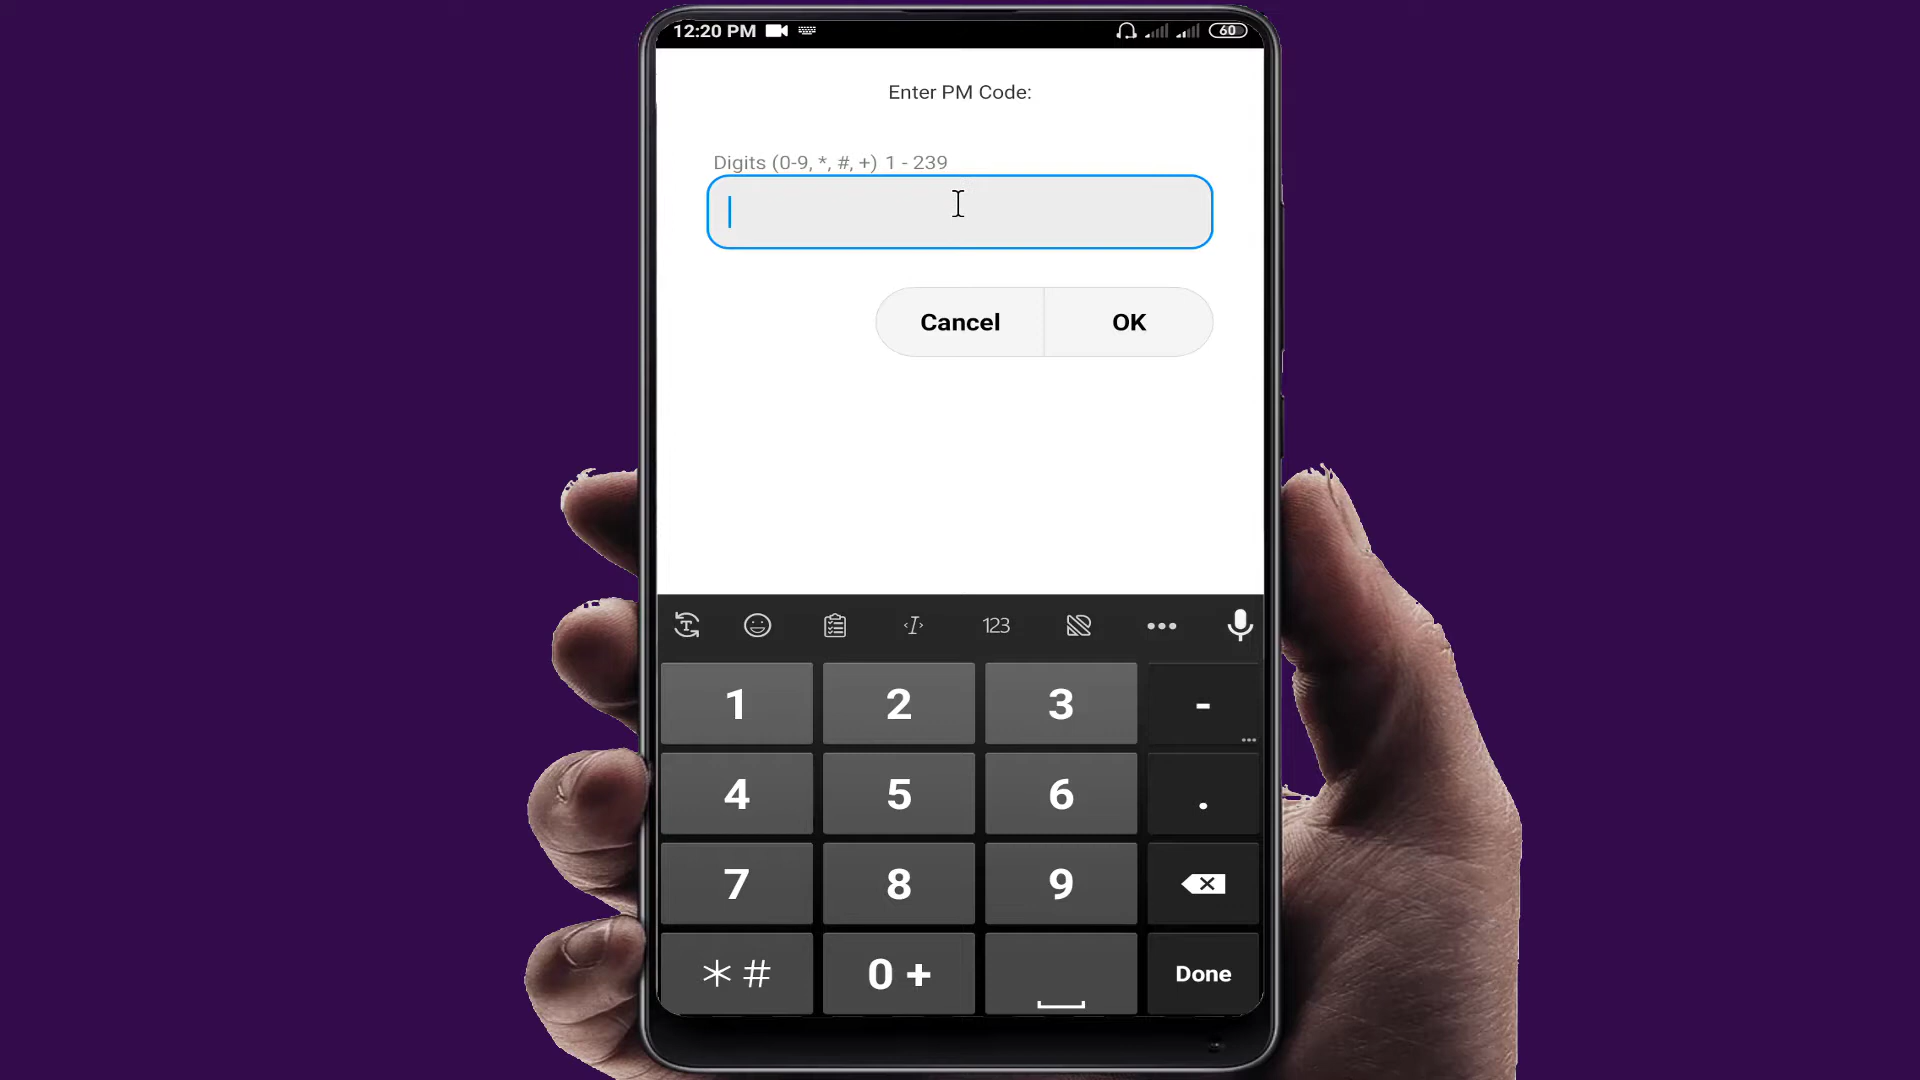 12:20 PM 60
Enter PM Code:
Digits (0-9, *, #, +) 1 - 239
Cancel OK
123
1 2 3 -
4 5 6 .
7 8 9
* # 0 + Done